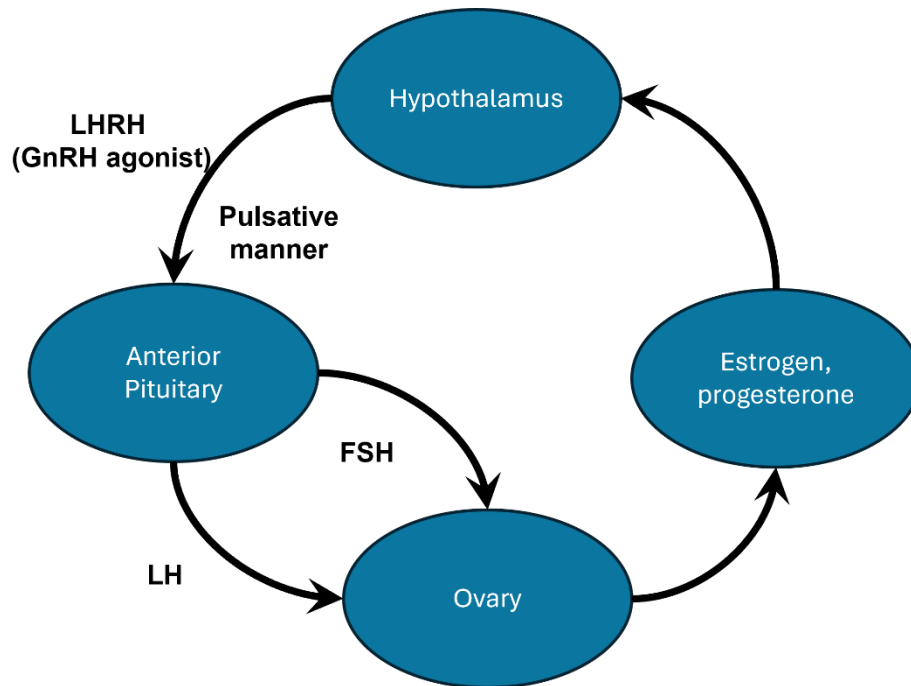 Hypothalamus
LHRH
(GnRH agonist)
Pulsative
manner
Anterior
Pituitary
Estrogen,
progesterone
FSH
LH
Ovary